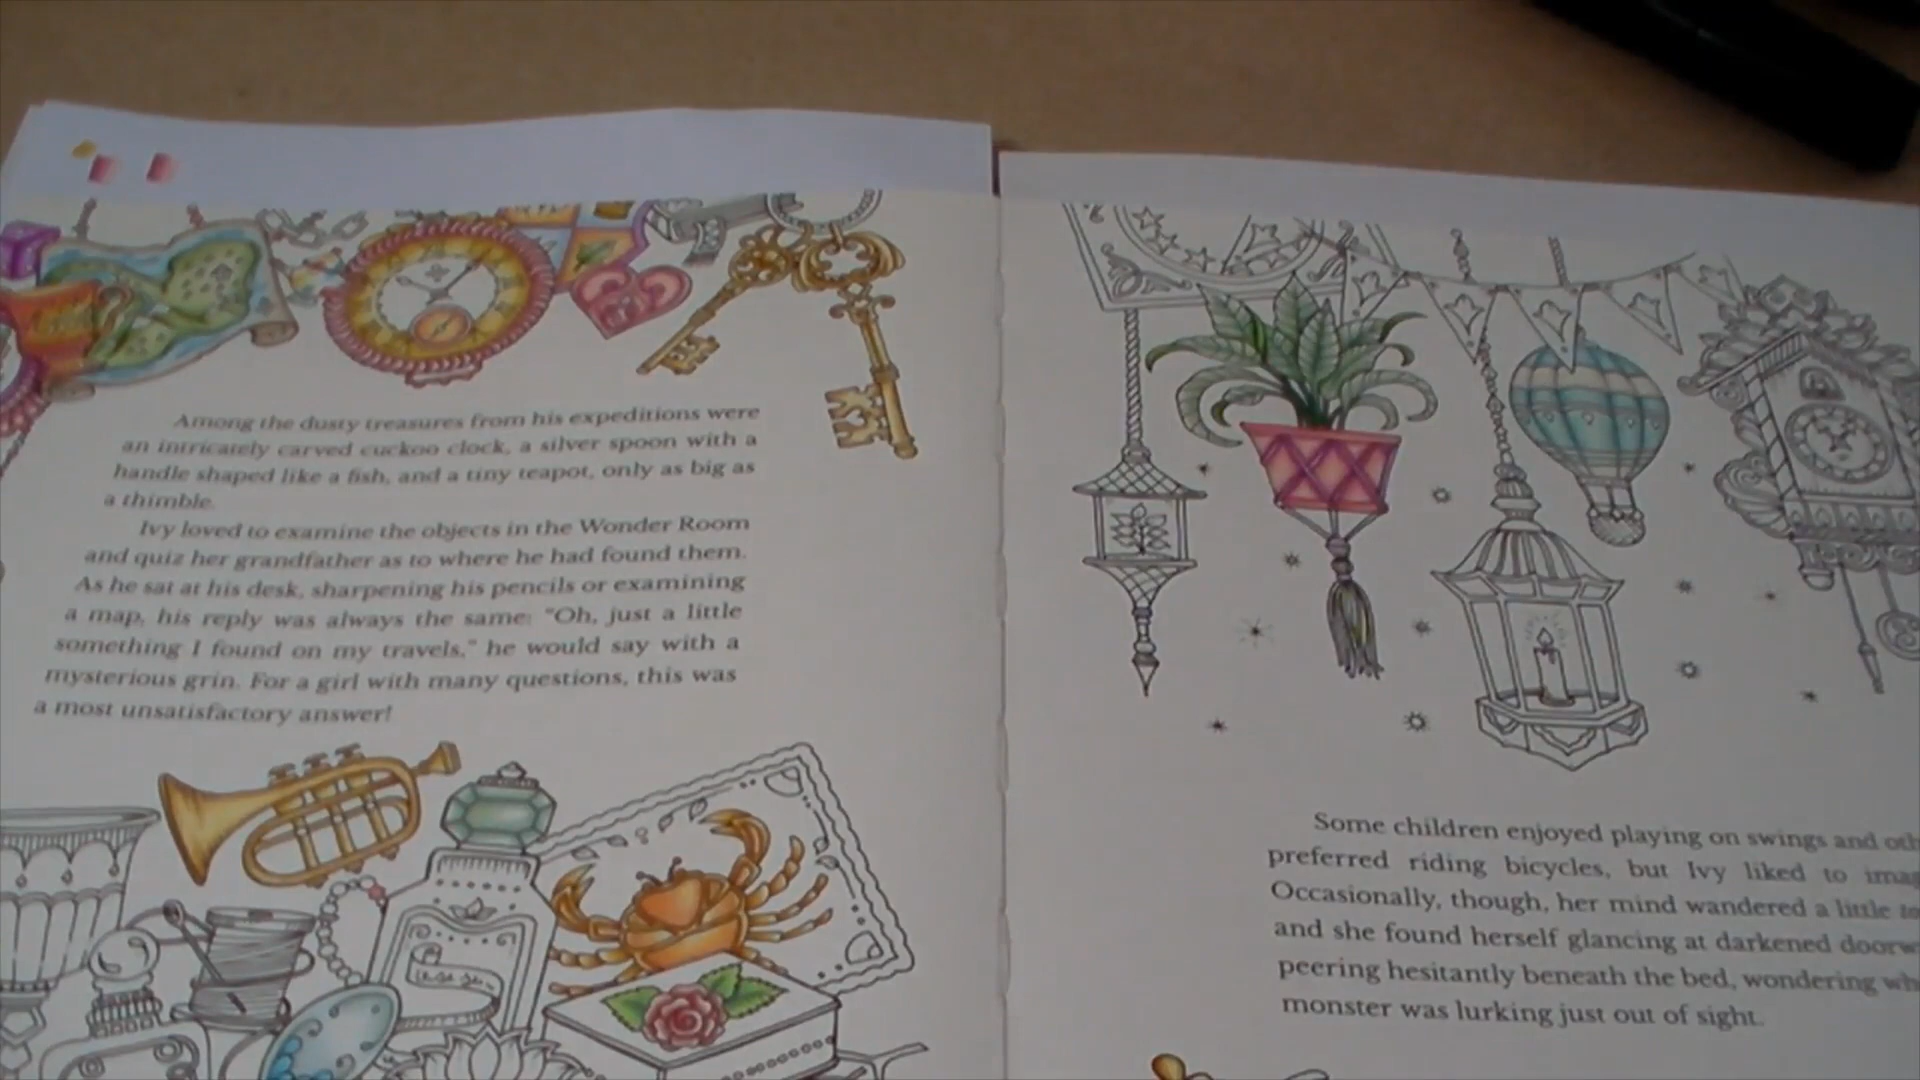 Among the dusty treasures from his expeditions were
an intricately carved cuckoo clock, a silver spoon with a
handle shaped like a fish, and a tiny teapot, only as big as
a thimble.
Ivy loved to examine the objects in the Wonder Room
and quiz her grandfather as to where he had found them.
As he sat at his desk, sharpening his pencils or examining
a map, his reply was always the same: "Oh, just a little
something I found on my travels," he would say with a
mysterious grin. For a girl with many questions, this was
a most unsatisfactory answer!
Some children enjoyed playing on swings and
preferred riding bicycles, but Ivy liked to
Occasionally, though, her mind wandered a little
and she found herself glancing at darkened
peering hesitantly beneath the bed, wondering
monster was lurking just out of sight.